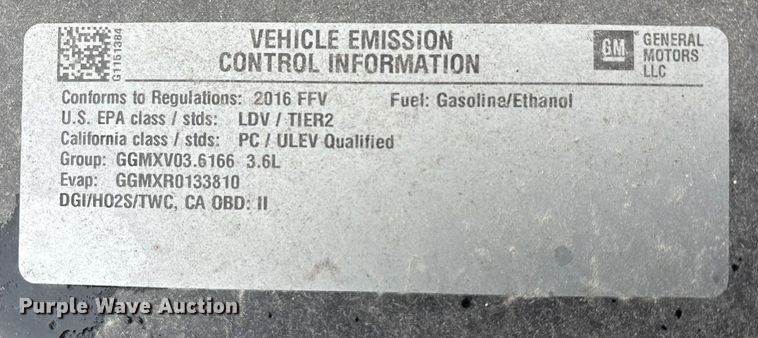 G1151384
VEHICLE EMISSION
CONTROL INFORMATION
GM
GENERAL
MOTORS
LLC
Conforms to Regulations: 2016 FFV Fuel: Gasoline/Ethanol
U.S. EPA class / stds: LDV / TIER2
California class / stds: PC / ULEV Qualified
Group: GGMXV03.6166 3.6L
Evap: GGMXR0133810
DGI/HO2S/TWC, CA OBD: II
Purple Wave Auction